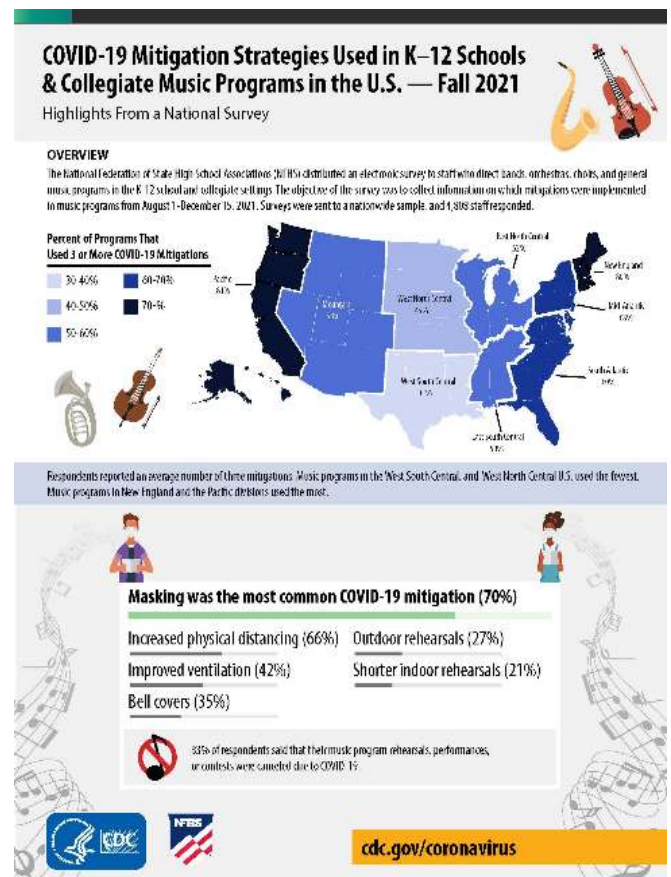 COVID-19 Mitigation Strategies Used in K–12 Schools
& Collegiate Music Programs in the U.S. — Fall 2021
Highlights From a National Survey
OVERVIEW
The National Federation of State High School Associations (NFHS) distributed an electronic survey to staff who direct bands, orchestras, choirs, and general
music programs in the K-12 school and collegiate settings. The objective of the survey was to collect information on which mitigations were implemented
in music programs from August 1–December 15, 2021. Surveys were sent to a nationwide sample, and staff responded.
Percent of Programs That
Used 3 or More COVID-19 Mitigations
30-40%
60-70%
40-50%
70+%
50-60%
Pacific
Mountain
West North Central
West South Central
East North Central
New England
Mid-Atlantic
South Atlantic
East South Central
Respondents reported an average number of three mitigations. Music programs in the West South Central, and West North Central U.S. used the fewest.
Music programs in New England and the Pacific divisions used the most.
Masking was the most common COVID-19 mitigation (70%)
Increased physical distancing (66%)
Outdoor rehearsals (27%)
Improved ventilation (42%)
Shorter indoor rehearsals (21%)
Bell covers (35%)
of respondents said that their music program rehearsals, performances,
or contests were canceled due to COVID-19
CDC
NFHS
cdc.gov/coronavirus